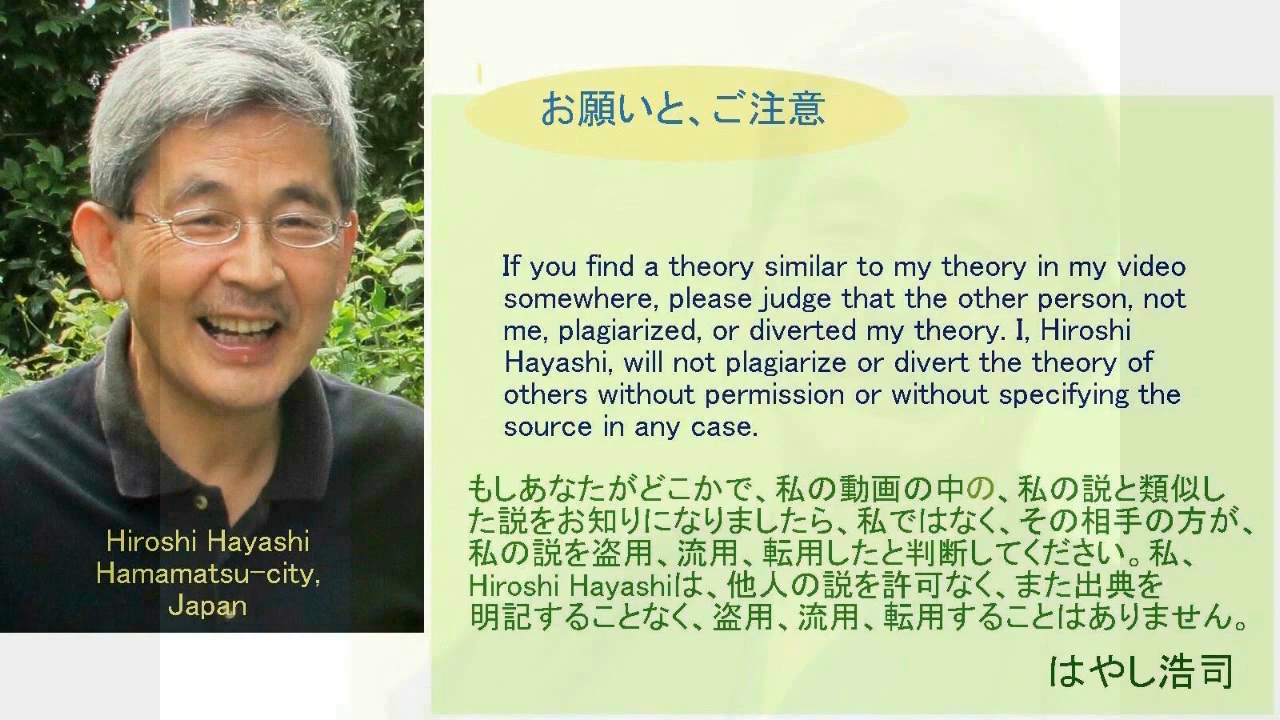 お願いと、ご注意
If you find a theory similar to my theory in my video
somewhere, please judge that the other person, not
me, plagiarized, or diverted my theory. I, Hiroshi
Hayashi, will not plagiarize or divert the theory of
others without permission or without specifying the
source in any case.
もしあなたがどこかで、私の動画の中の、私の説と類似し
た説をお知りになりましたら、私ではなく、その相手の方が、
私の説を盗用、流用、転用したと判断してください。私、
Hiroshi Hayashiは、他人の説を許可なく、また出典を
明記することなく、盗用、流用、転用することはありません。
はやし浩司
Hiroshi Hayashi
Hamamatsu-city,
Japan